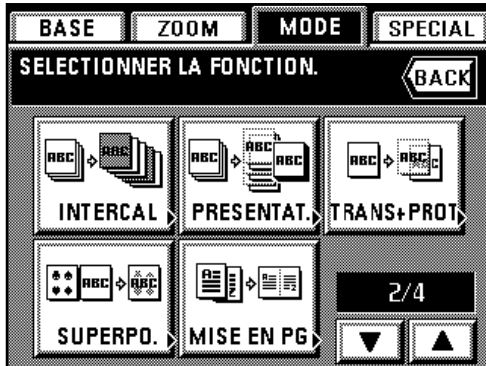 BASE ZOOM MODE SPECIAL
SELECTIONNER LA FONCTION.
BACK
ABC ABC ABC ABC ABC ABC ABC
INTERCAL PRESENTAT. TRANS+PROT
ABC ABC
2/4
SUPERPO. MISE EN PG